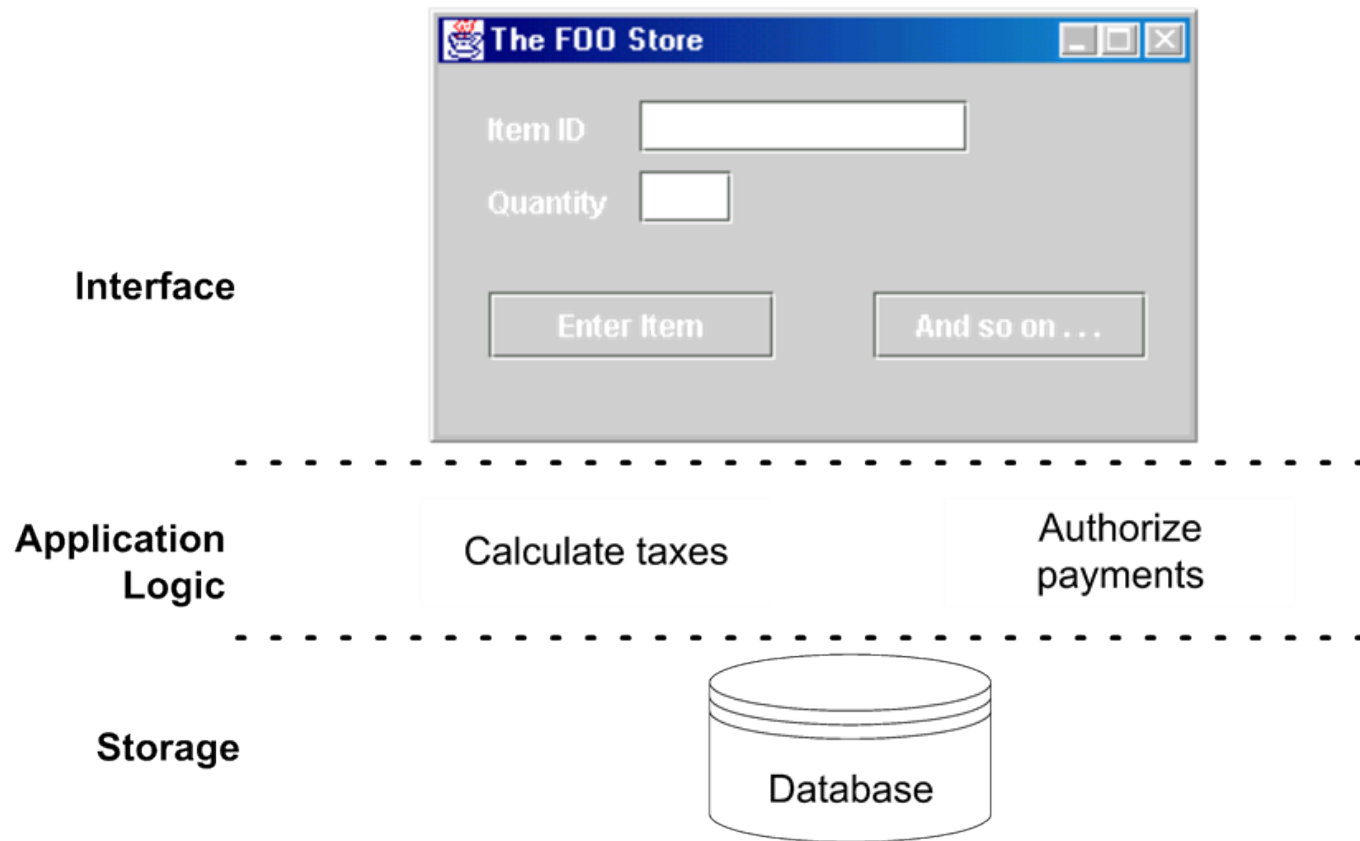 The FOO Store
Item ID
Quantity
Interface
Enter Item
And so on . . .
Application
Logic
Calculate taxes
Authorize
payments
Storage
Database